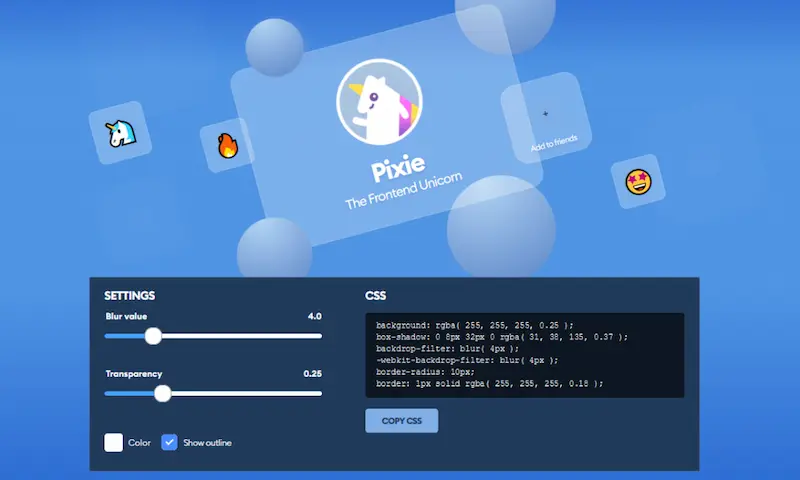 Pixie
The Frontend Unicorn
+
Add to friends
SETTINGS
Blur value 4.0
Transparency 0.25
Color Show outline
CSS
background: rgba( 255, 255, 255, 0.25 );
box-shadow: 0 8px 32px 0 rgba( 31, 38, 135, 0.37 );
backdrop-filter: blur( 4px );
-webkit-backdrop-filter: blur( 4px );
border-radius: 10px;
border: 1px solid rgba( 255, 255, 255, 0.18 );
COPY CSS